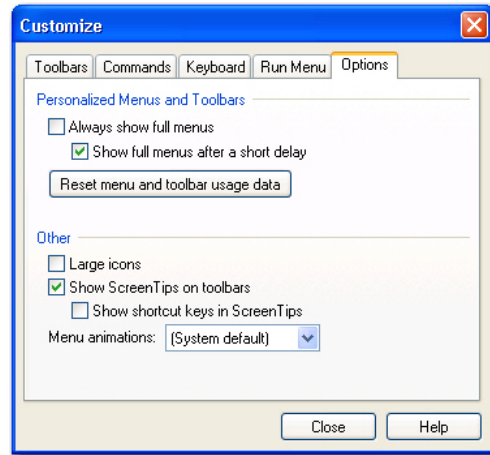 Customize
Toolbars Commands Keyboard Run Menu Options
Personalized Menus and Toolbars
Always show full menus
Show full menus after a short delay
Reset menu and toolbar usage data
Other
Large icons
Show ScreenTips on toolbars
Show shortcut keys in ScreenTips
Menu animations: (System default)
Close Help